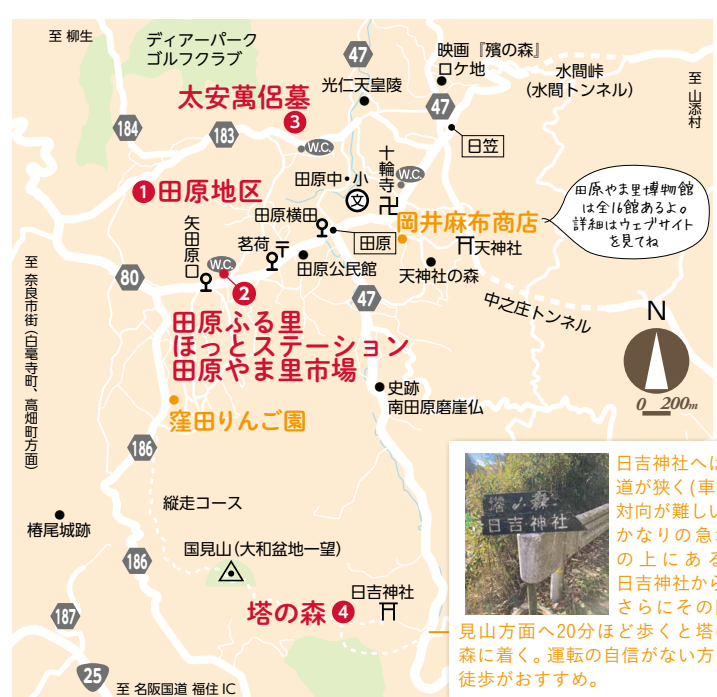 至 柳生
ディアーパーク
ゴルフクラブ
47
映画『殯の森』
ロケ地
水間峠
(水間トンネル)
至 山添村
光仁天皇陵
太安萬侶墓
3
47
184
183
W.C.
日笠
十輪寺
W.C.
田原中・小
文
1 田原地区
田原横田
田原
岡井麻布商店
田原やま里博物館
は全16館あるよ。
詳細はウェブサイト
を見てね
天神社
天神社の森
矢田原口
茗荷
田原公民館
W.C.
80
2
47
中之庄トンネル
N
0 200m
至 奈良市街(白毫寺町、高畑町方面)
田原ふる里
ほっとステーション
田原やま里市場
史跡
南田原磨崖仏
窪田りんご園
186
縦走コース
椿尾城跡
国見山(大和盆地一望)
186
日吉神社
塔の森 4
187
25
至 名阪国道 福住 IC
塔の森
日吉神社
日吉神社へは
道が狭く(車
対向が難しい
かなりの急
の上にある
日吉神社から
さらにその
見山方面へ20分ほど歩くと塔
森に着く。運転の自信がない方
徒歩がおすすめ。